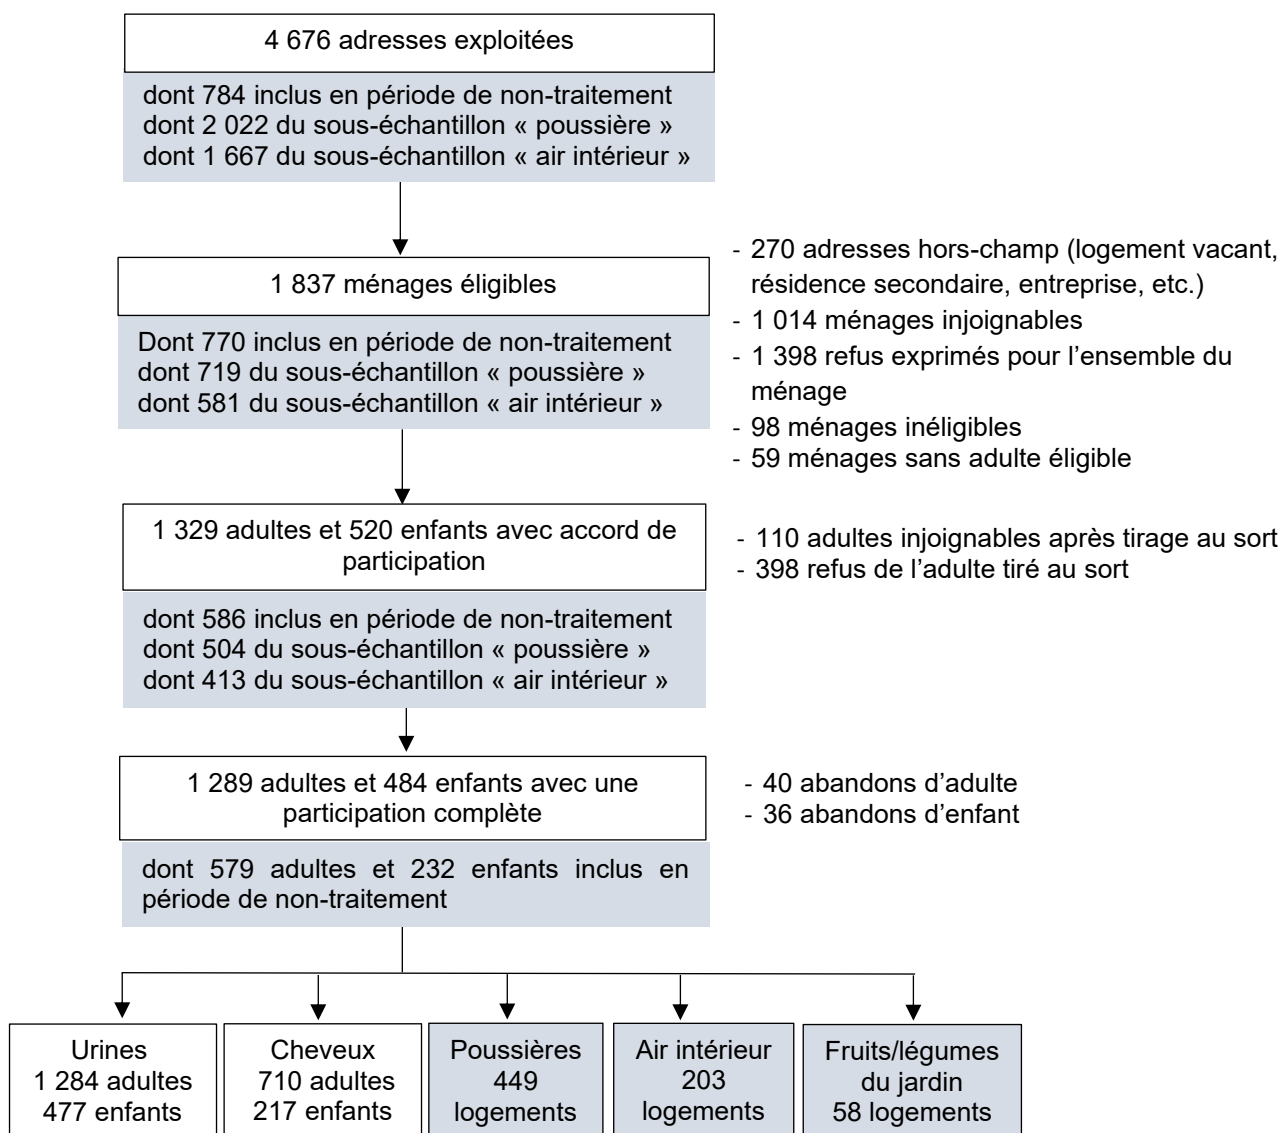 4 676 adresses exploitées
dont 784 inclus en période de non-traitement
dont 2 022 du sous-échantillon « poussière »
dont 1 667 du sous-échantillon « air intérieur »
- 270 adresses hors-champ (logement vacant,
résidence secondaire, entreprise, etc.)
- 1 014 ménages injoignables
- 1 398 refus exprimés pour l’ensemble du
ménage
- 98 ménages inéligibles
- 59 ménages sans adulte éligible
1 837 ménages éligibles
Dont 770 inclus en période de non-traitement
dont 719 du sous-échantillon « poussière »
dont 581 du sous-échantillon « air intérieur »
1 329 adultes et 520 enfants avec accord de
participation
- 110 adultes injoignables après tirage au sort
- 398 refus de l’adulte tiré au sort
dont 586 inclus en période de non-traitement
dont 504 du sous-échantillon « poussière »
dont 413 du sous-échantillon « air intérieur »
1 289 adultes et 484 enfants avec une
participation complète
- 40 abandons d’adulte
- 36 abandons d’enfant
dont 579 adultes et 232 enfants inclus en
période de non-traitement
Urines
1 284 adultes
477 enfants
Cheveux
710 adultes
217 enfants
Poussières
449
logements
Air intérieur
203
logements
Fruits/légumes
du jardin
58 logements